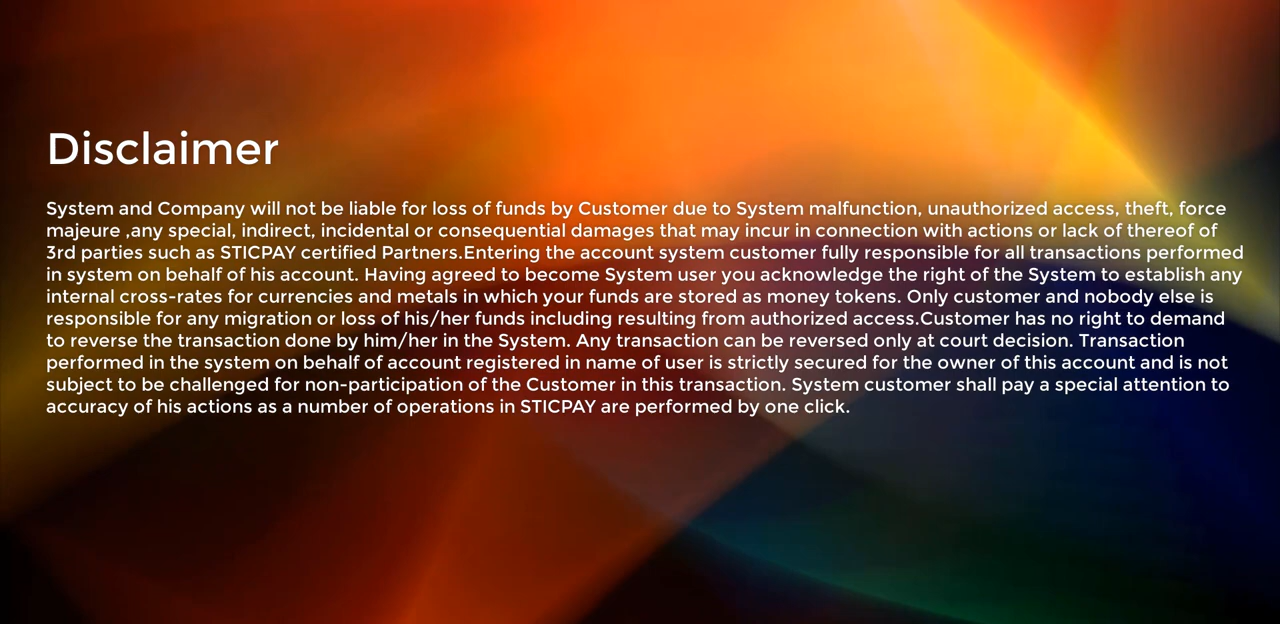 Disclaimer
System and Company will not be liable for loss of funds by Customer due to System malfunction, unauthorized access, theft, force
majeure ,any special, indirect, incidental or consequential damages that may incur in connection with actions or lack of thereof of
3rd parties such as STICPAY certified Partners.Entering the account system customer fully responsible for all transactions performed
in system on behalf of his account. Having agreed to become System user you acknowledge the right of the System to establish any
internal cross-rates for currencies and metals in which your funds are stored as money tokens. Only customer and nobody else is
responsible for any migration or loss of his/her funds including resulting from authorized access.Customer has no right to demand
to reverse the transaction done by him/her in the System. Any transaction can be reversed only at court decision. Transaction
performed in the system on behalf of account registered in name of user is strictly secured for the owner of this account and is not
subject to be challenged for non-participation of the Customer in this transaction. System customer shall pay a special attention to
accuracy of his actions as a number of operations in STICPAY are performed by one click.